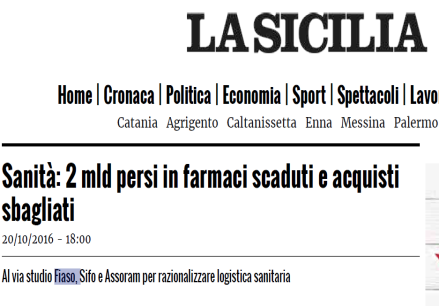 LA SICILIA
Home | Cronaca | Politica | Economia | Sport | Spettacoli | Lavo
Catania Agrigento Caltanissetta Enna Messina Palermo
Sanità: 2 mld persi in farmaci scaduti e acquisti
sbagliati
20/10/2016 - 18:00
Al via studio Fiaso, Sifo e Assoram per razionalizzare logistica sanitaria